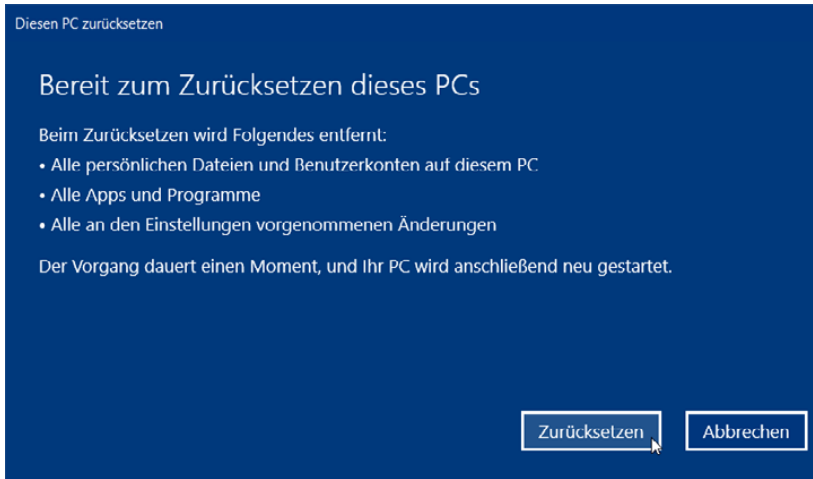 Diesen PC zurücksetzen
Bereit zum Zurücksetzen dieses PCs
Beim Zurücksetzen wird Folgendes entfernt:
• Alle persönlichen Dateien und Benutzerkonten auf diesem PC
• Alle Apps und Programme
• Alle an den Einstellungen vorgenommenen Änderungen
Der Vorgang dauert einen Moment, und Ihr PC wird anschließend neu gestartet.
Zurücksetzen
Abbrechen